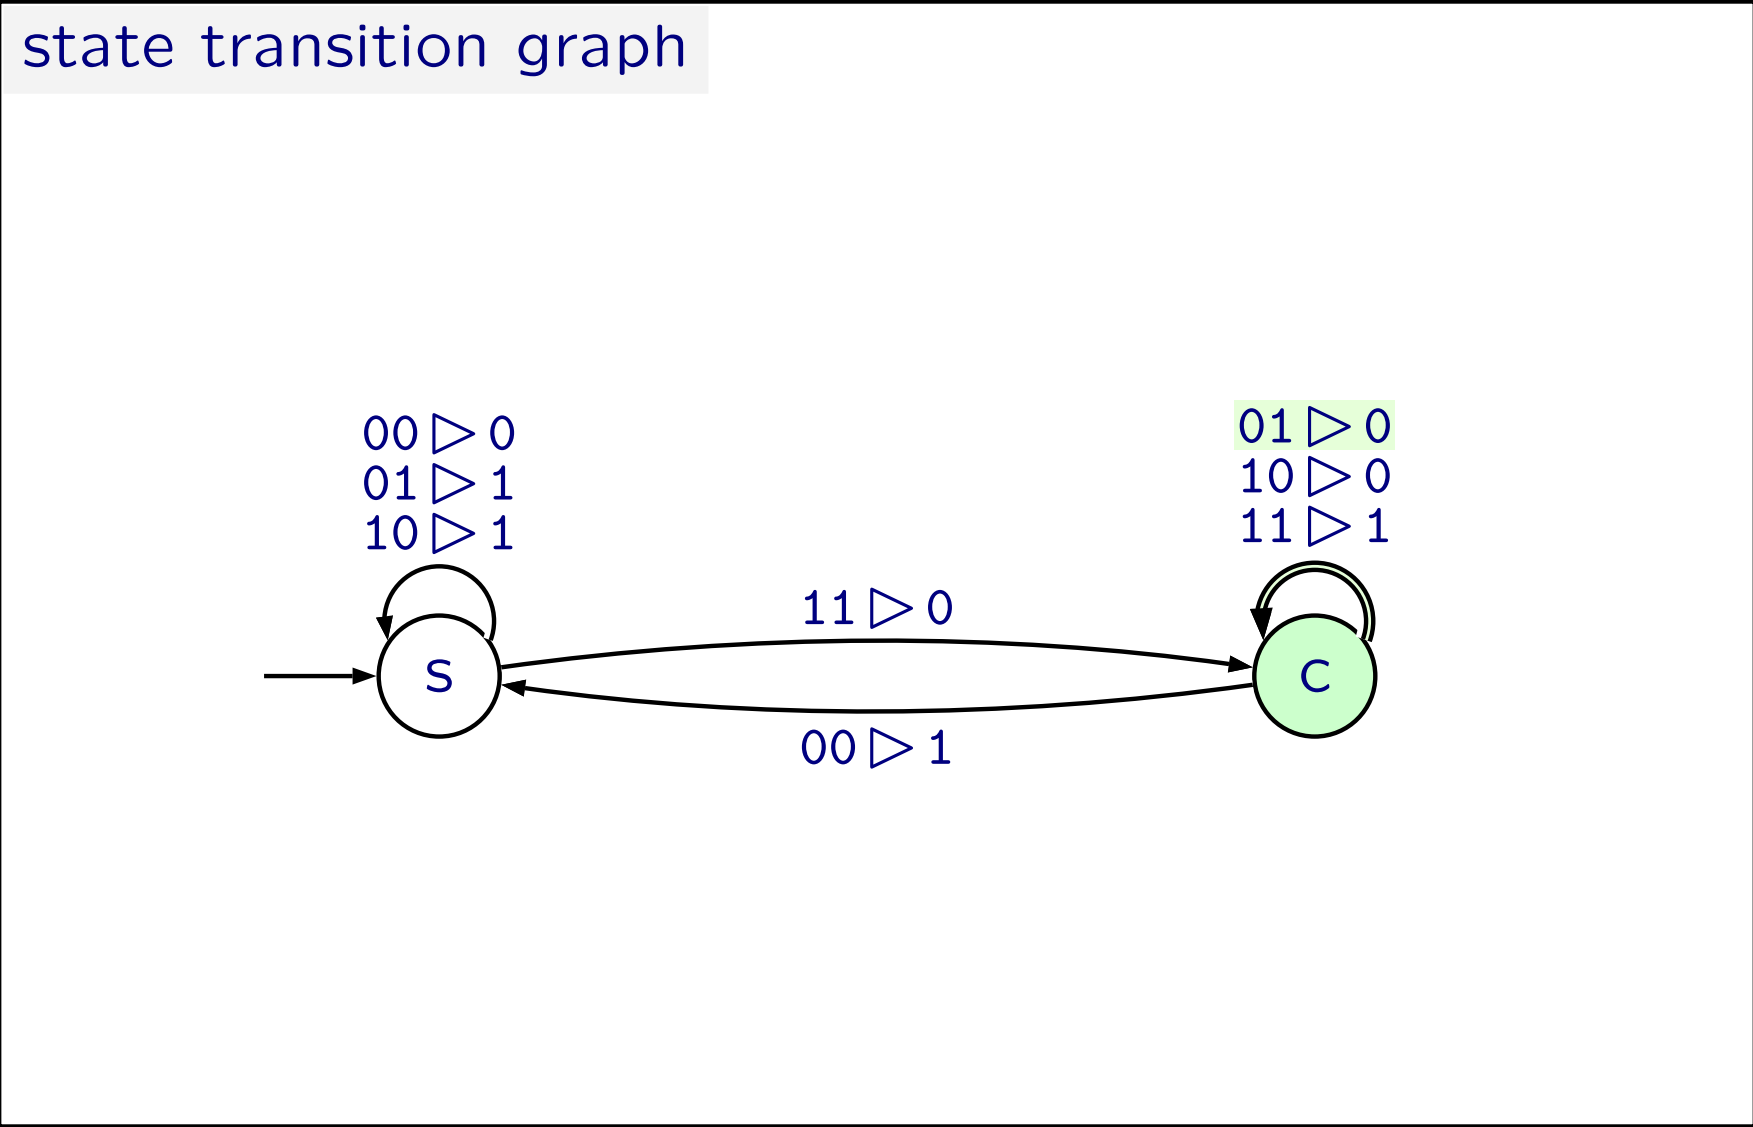 state transition graph
00 ▷ 0
01 ▷ 1
10 ▷ 1
01 ▷ 0
10 ▷ 0
11 ▷ 1
11 ▷ 0
S
C
00 ▷ 1